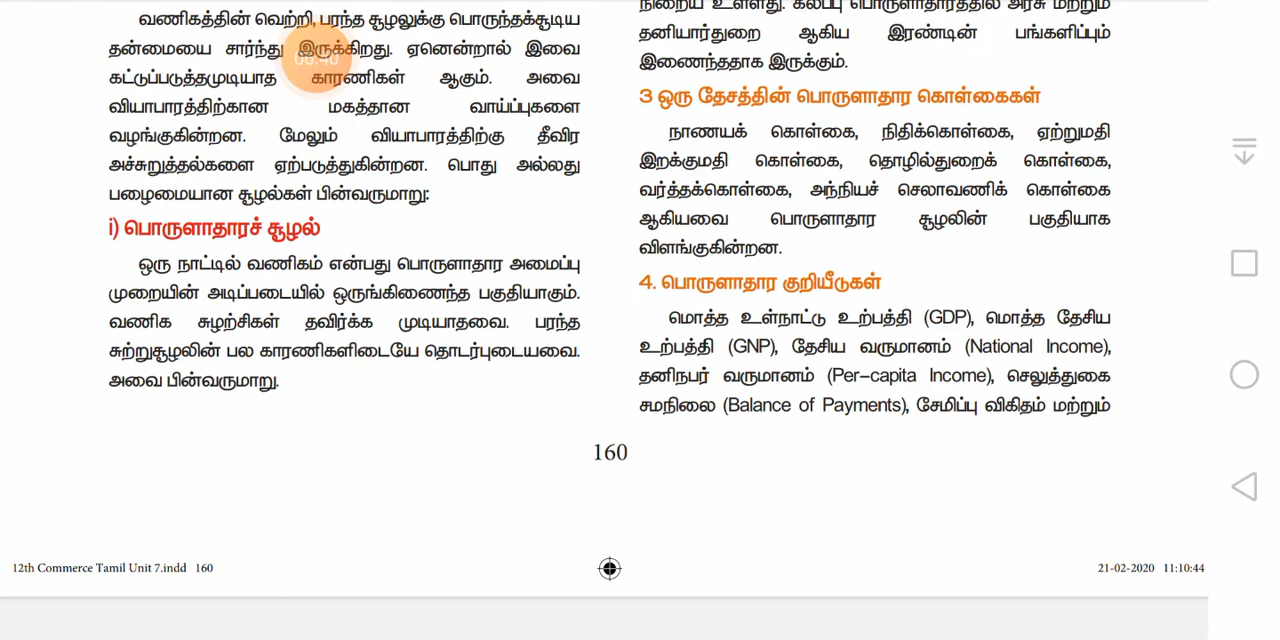 வணிகத்தின் வெற்றி, பரந்த சூழலுக்கு பொருந்தக்சூடிய
தன்மையை சார்ந்து இருக்கிறது. ஏனென்றால் இவை
கட்டுப்படுத்தமுடியாத காரணிகள் ஆகும். அவை
வியாபாரத்திற்கான மகத்தான வாய்ப்புகளை
வழங்குகின்றன. மேலும் வியாபாரத்திற்கு தீவிர
அச்சுறுத்தல்களை ஏற்படுத்துகின்றன. பொது அல்லது
பழைமையான சூழல்கள் பின்வருமாறு:
i) பொருளாதாரச் சூழல்
ஒரு நாட்டில் வணிகம் என்பது பொருளாதார அமைப்பு
முறையின் அடிப்படையில் ஒருங்கிணைந்த பகுதியாகும்.
வணிக சுழற்சிகள் தவிர்க்க முடியாதவை. பரந்த
சுற்றுசூழலின் பல காரணிகளிடையே தொடர்புடையவை.
அவை பின்வருமாறு.
நிறைய உள்ளது. கலப்பு பொருளாதாரத்தில் அரசு மற்றும்
தனியார்துறை ஆகிய இரண்டின் பங்களிப்பும்
இணைந்ததாக இருக்கும்.
3 ஒரு தேசத்தின் பொருளாதார கொள்கைகள்
நாணயக் கொள்கை, நிதிக்கொள்கை, ஏற்றுமதி
இறக்குமதி கொள்கை, தொழில்துறைக் கொள்கை,
வர்த்தக்கொள்கை, அந்நியச் செலாவணிக் கொள்கை
ஆகியவை பொருளாதார சூழலின் பகுதியாக
விளங்குகின்றன.
4. பொருளாதார குறியீடுகள்
மொத்த உள்நாட்டு உற்பத்தி (GDP), மொத்த தேசிய
உற்பத்தி (GNP), தேசிய வருமானம் (National Income),
தனிநபர் வருமானம் (Per-capita Income), செலுத்துகை
சமநிலை (Balance of Payments), சேமிப்பு விகிதம் மற்றும்
160
12th Commerce Tamil Unit 7.indd 160
21-02-2020 11:10:44